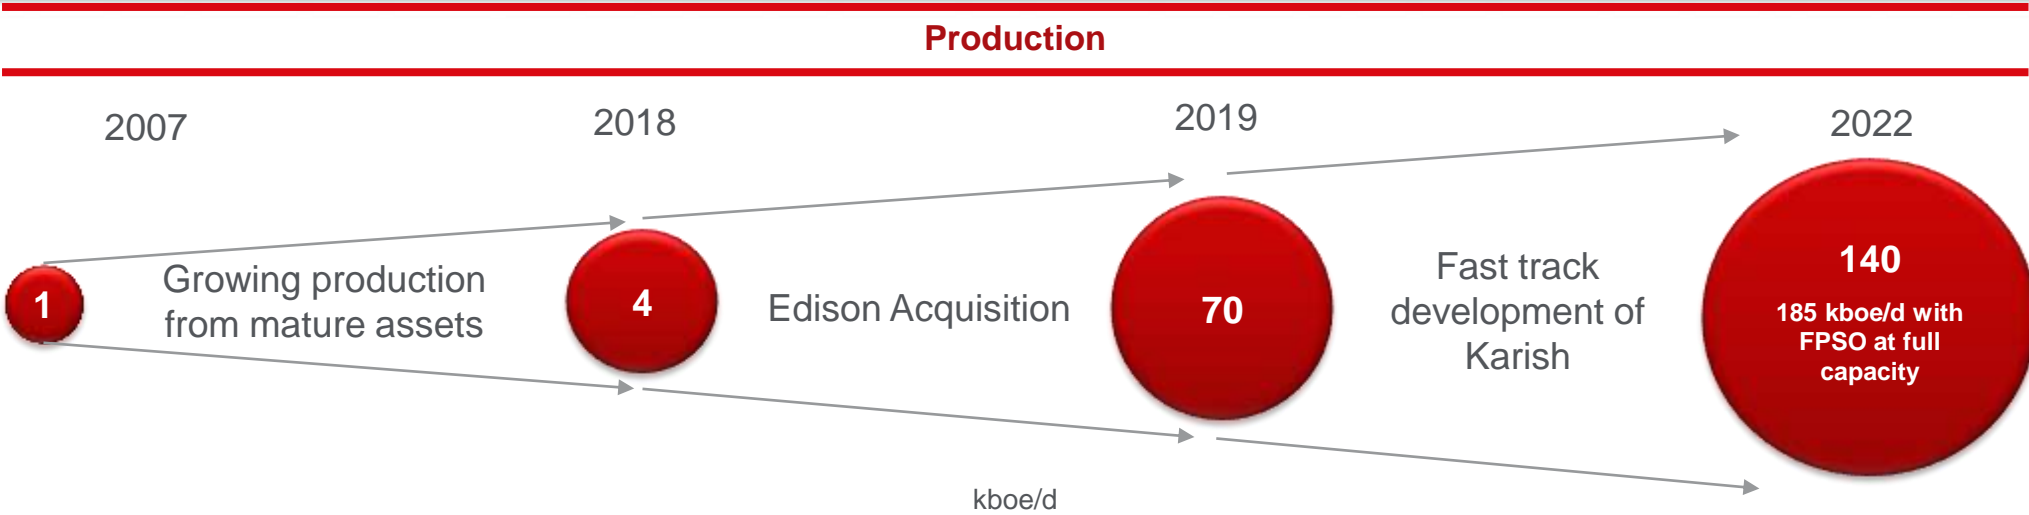 Production
2007
2018
2019
2022
1
Growing production
from mature assets
4
Edison Acquisition
70
Fast track
development of
Karish
140
185 kboe/d with
FPSO at full
capacity
kboe/d